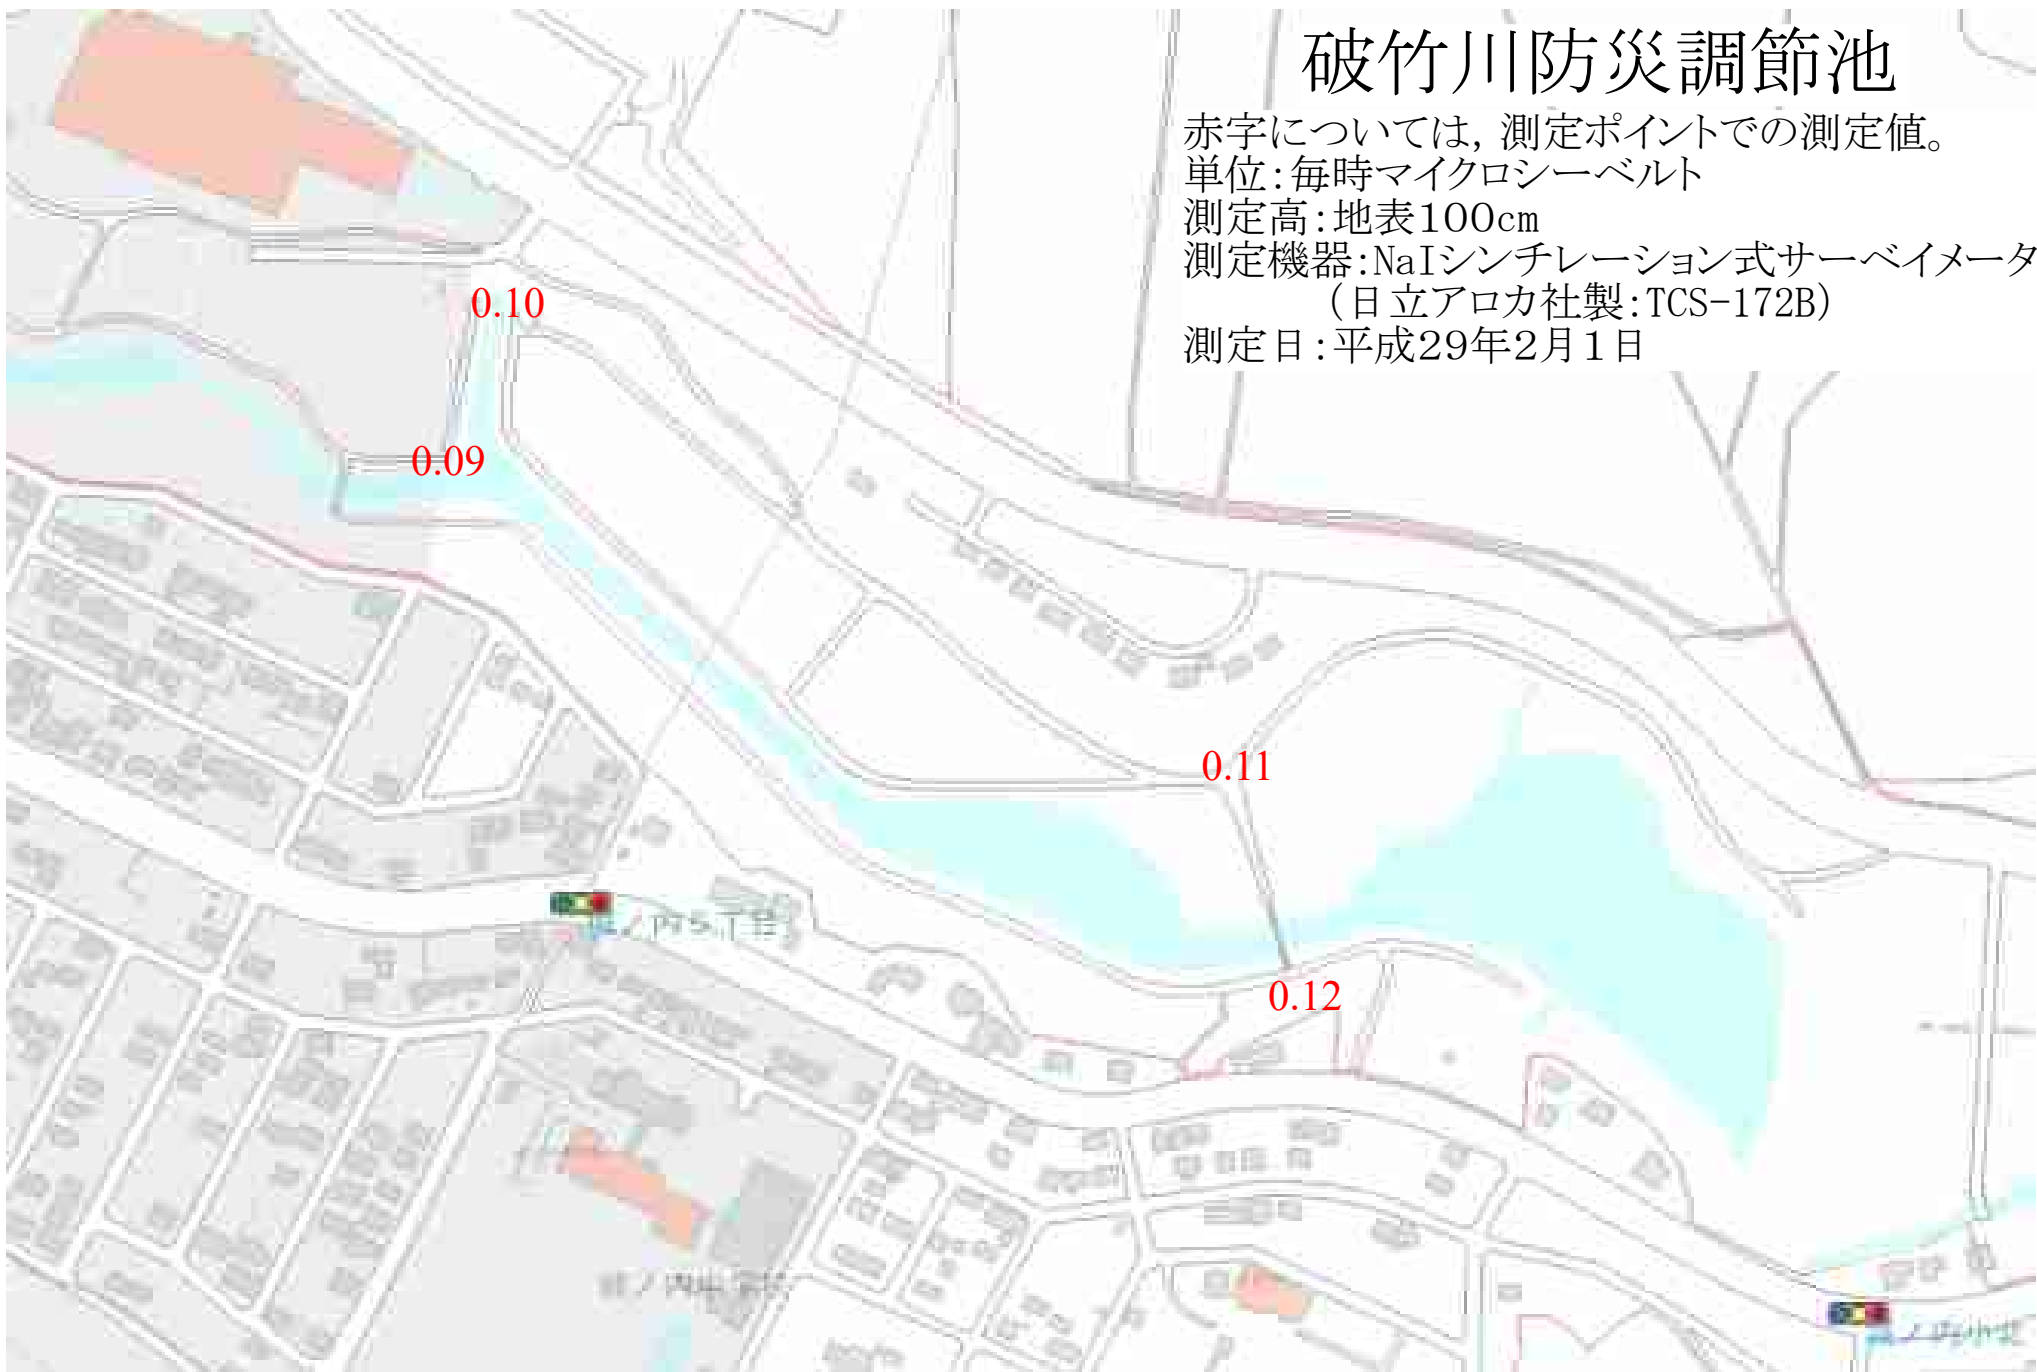 破竹川防災調節池
赤字については,測定ポイントでの測定値。
単位:毎時マイクロシーベルト
測定高:地表100cm
測定機器:NaIシンチレーション式サーベイメータ
(日立アロカ社製:TCS-172B)
測定日:平成29年2月1日
0.10
0.09
0.11
0.12